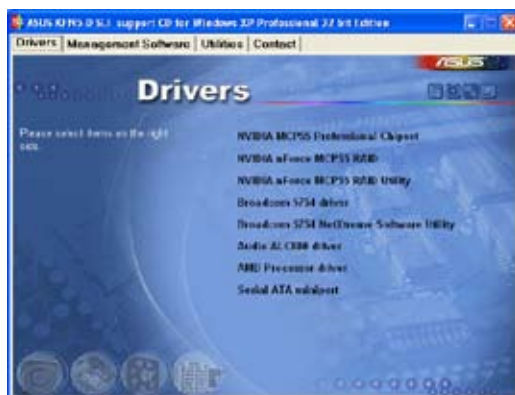 ASUS KFN5-D SLI support CD for Windows XP Professional 32 bit Edition
Drivers Management Software Utilities Contact
ASUS
Drivers
Please select items on the right
side.
NVIDIA MCP55 Professional Chipset
NVIDIA nForce MCP55 RAID
NVIDIA nForce MCP55 RAID Utility
Broadcom 5754 driver
Broadcom 5754 NetXtreme Software Utility
Audio driver
AMD Processor driver
Serial ATA miniport